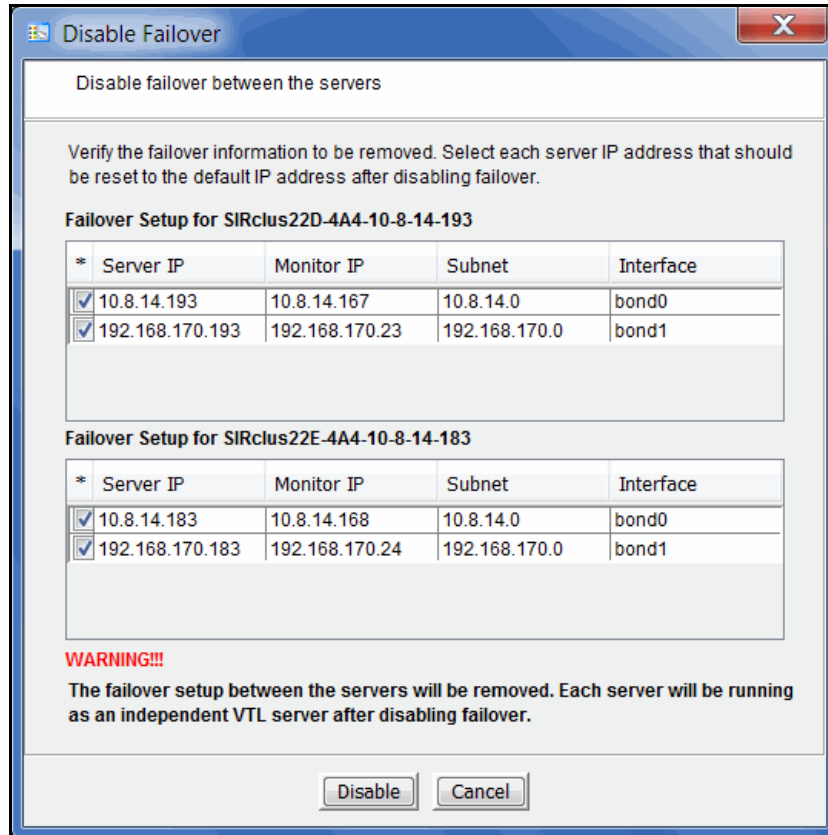 Disable Failover
X
Disable failover between the servers
Verify the failover information to be removed. Select each server IP address that should
be reset to the default IP address after disabling failover.
Failover Setup for SIRclus22D-4A4-10-8-14-193
* Server IP Monitor IP Subnet Interface
10.8.14.193 10.8.14.167 10.8.14.0 bond0
192.168.170.193 192.168.170.23 192.168.170.0 bond1
Failover Setup for SIRclus22E-4A4-10-8-14-183
* Server IP Monitor IP Subnet Interface
10.8.14.183 10.8.14.168 10.8.14.0 bond0
192.168.170.183 192.168.170.24 192.168.170.0 bond1
WARNING!!!
The failover setup between the servers will be removed. Each server will be running
as an independent VTL server after disabling failover.
Disable Cancel